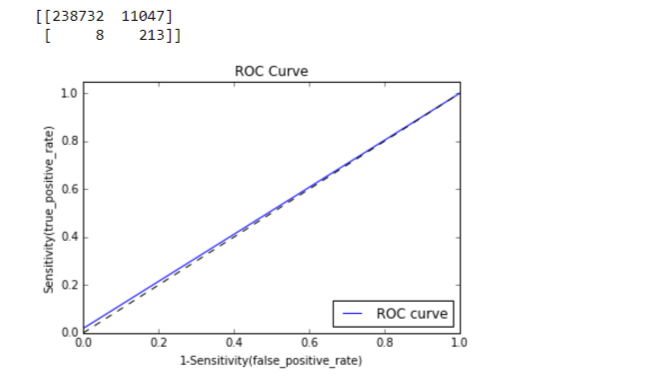 [[238732 11047]
[ 8 213]]
ROC Curve
1.0
0.8
0.6
0.4
0.2
0.0
Sensitivity(true_positive_rate)
ROC curve
0.0 0.2 0.4 0.6 0.8 1.0
1-Sensitivity(false_positive_rate)